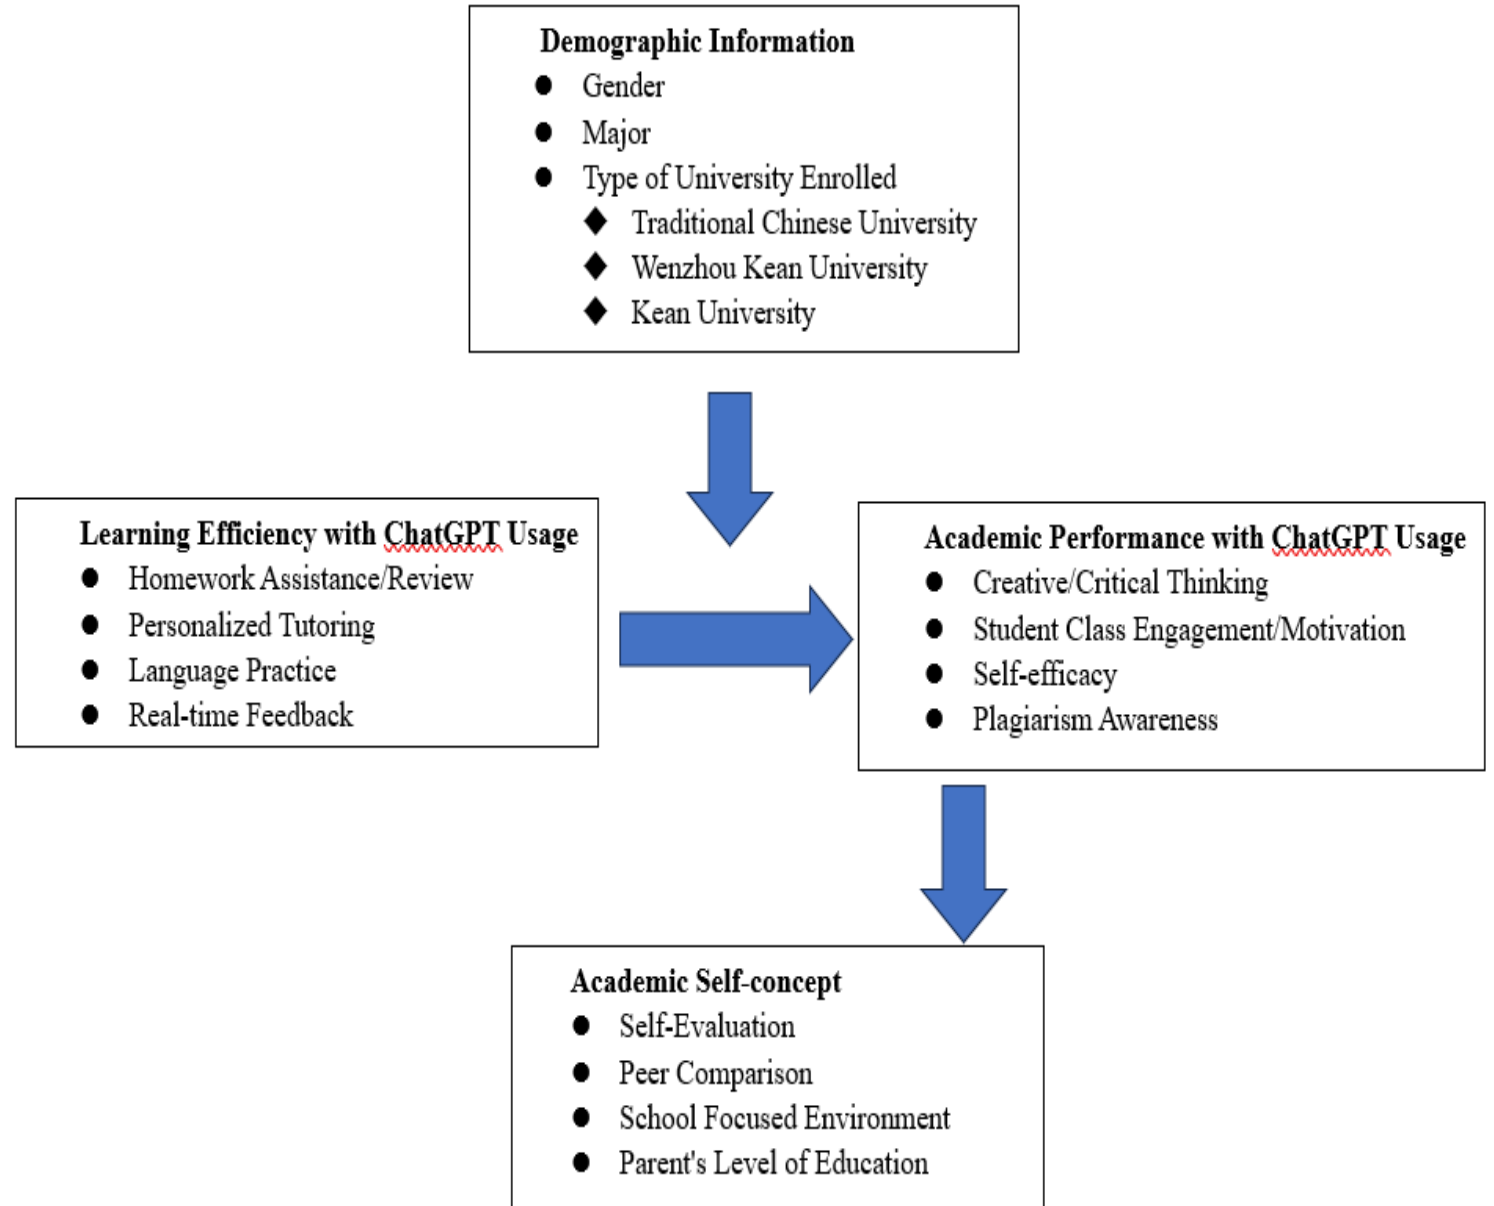 Demographic Information
● Gender
● Major
● Type of University Enrolled
◆ Traditional Chinese University
◆ Wenzhou Kean University
◆ Kean University
Learning Efficiency with ChatGPT Usage
● Homework Assistance/Review
● Personalized Tutoring
● Language Practice
● Real-time Feedback
Academic Performance with ChatGPT Usage
● Creative/Critical Thinking
● Student Class Engagement/Motivation
● Self-efficacy
● Plagiarism Awareness
Academic Self-concept
● Self-Evaluation
● Peer Comparison
● School Focused Environment
● Parent's Level of Education